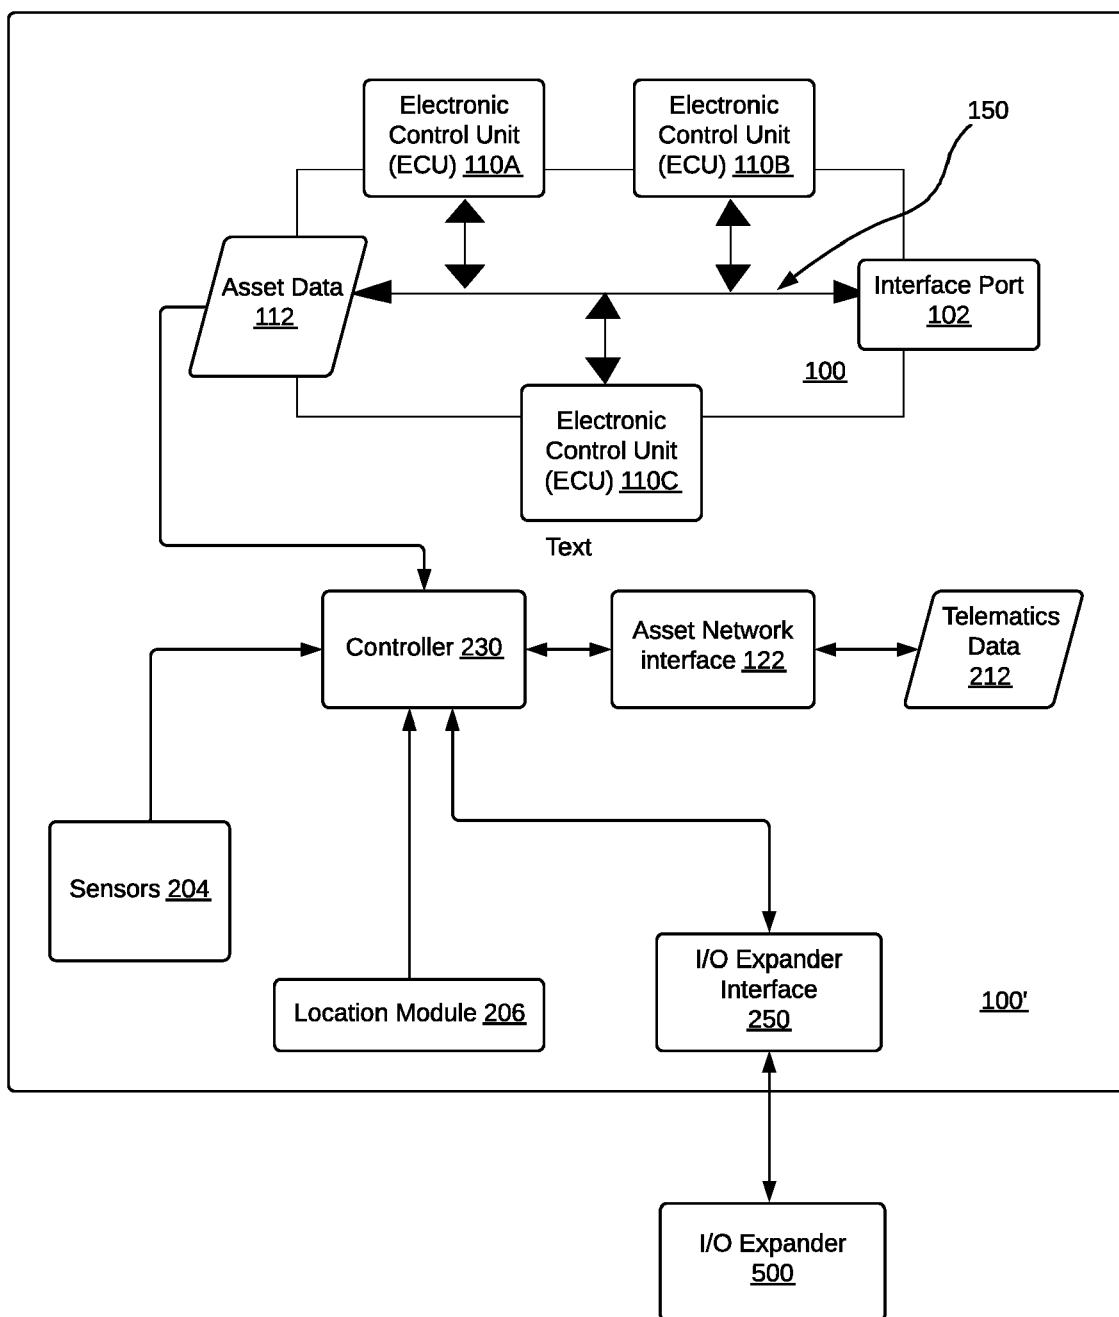 Electronic
Control Unit
(ECU) 110A
Electronic
Control Unit
(ECU) 110B
150
Asset Data
112
Interface Port
102
100
Electronic
Control Unit
(ECU) 110C
Text
Controller 230
Asset Network
interface 122
Telematics
Data
212
Sensors 204
Location Module 206
I/O Expander
Interface
250
100'
I/O Expander
500